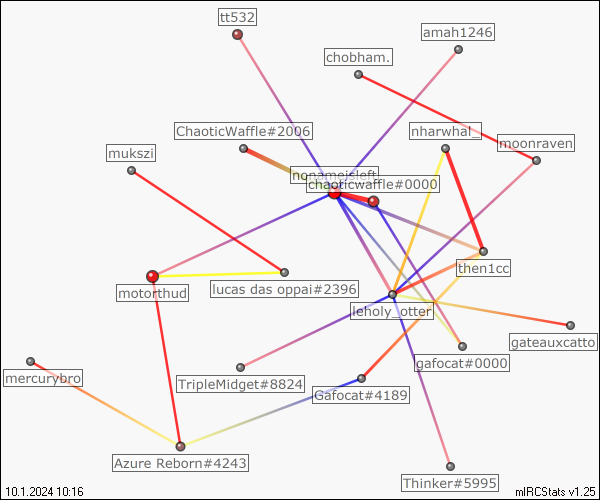 tt532
amah1246
chobham.
ChaoticWaffle#2006
nharwhal_
moonraven
mukszi
nonameisleft
chaoticwaffle#0000
then1cc
motorthud
lucas das oppai#2396
leholy_otter
gateauxcatto
gafocat#0000
mercurybro
TripleMidget#8824
Gafocat#4189
Azure Reborn#4243
Thinker#5995
10.1.2024 10:16
mIRCStats v1.25